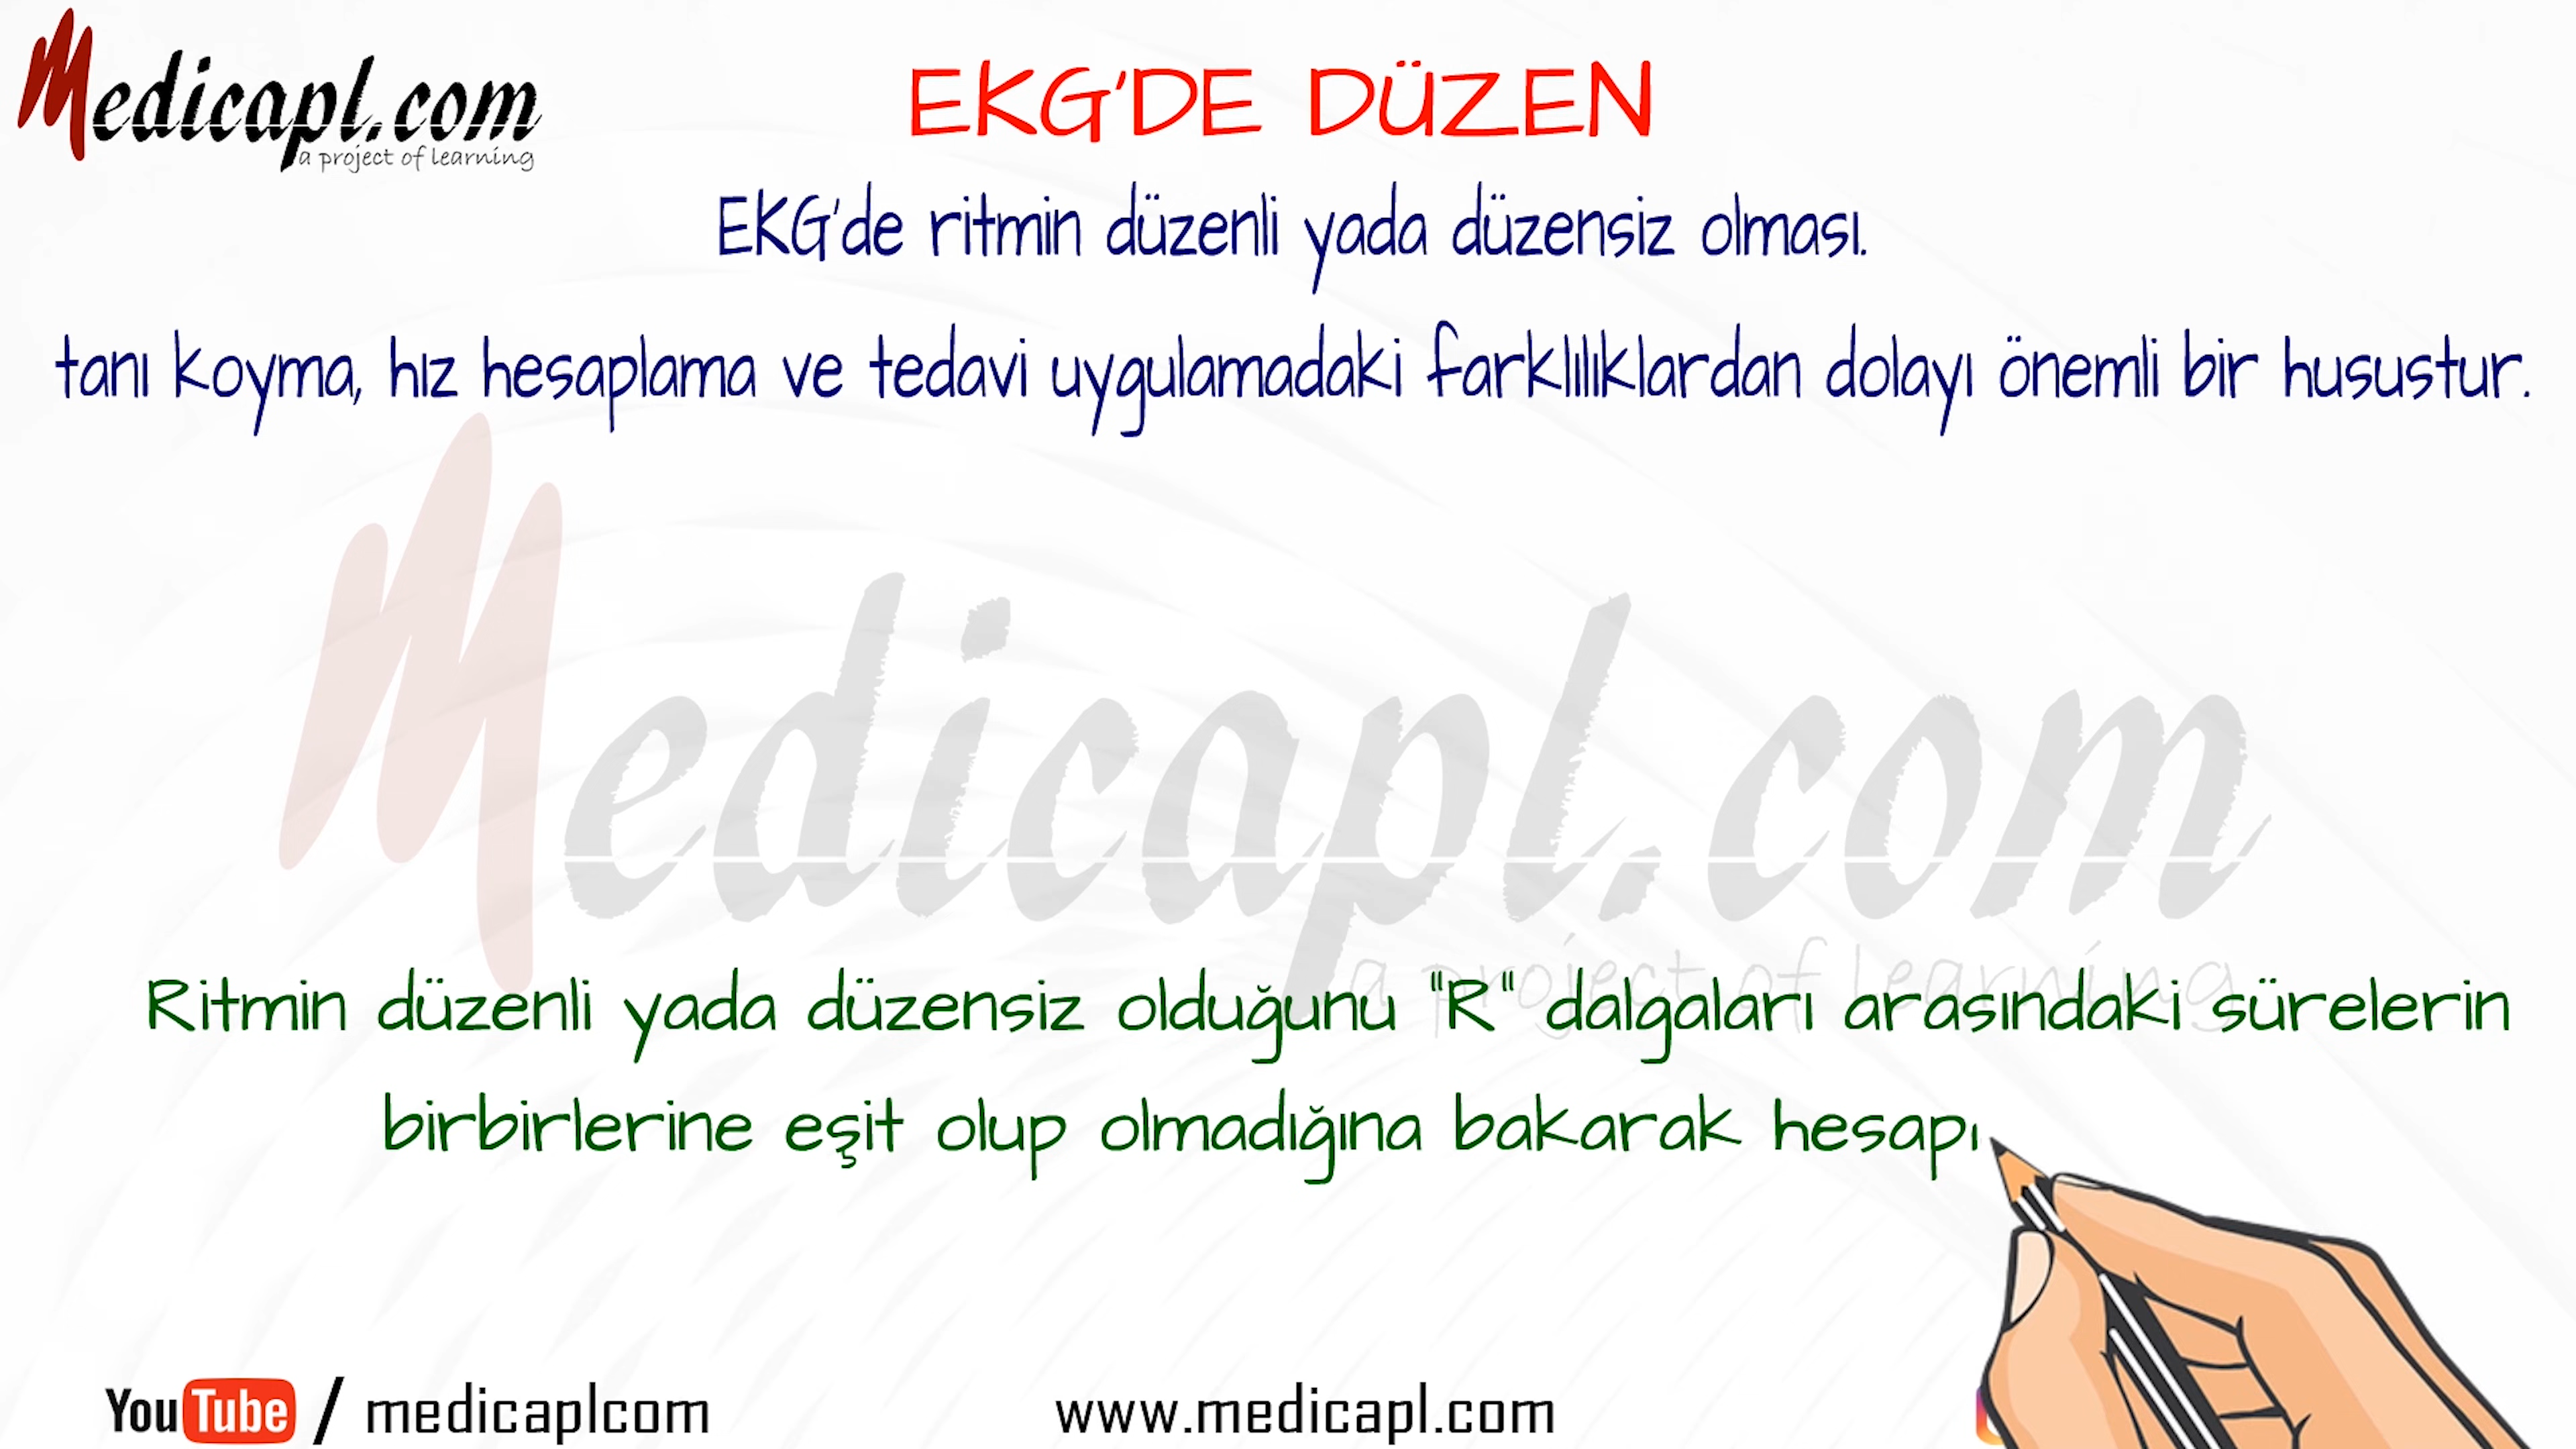 Medicapl.com
a project of learning
EKG'DE DÜZEN
EKG'de ritmin düzenli yada düzensiz olması.
tanı koyma, hız hesaplama ve tedavi uygulamadaki farklılıklardan dolayı önemli bir husustur.
Medicapl.com
a project of learning
Ritmin düzenli yada düzensiz olduğunu "R" dalgaları arasındaki sürelerin
birbirlerine eşit olup olmadığına bakarak hesapı
YouTube / medicaplcom
www.medicapl.com